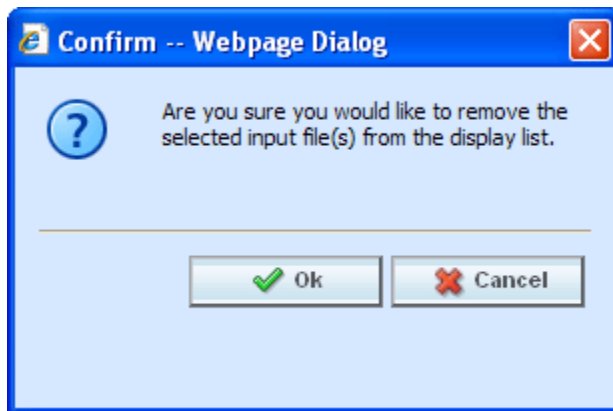 Confirm -- Webpage Dialog
Are you sure you would like to remove the
selected input file(s) from the display list.
Ok
Cancel